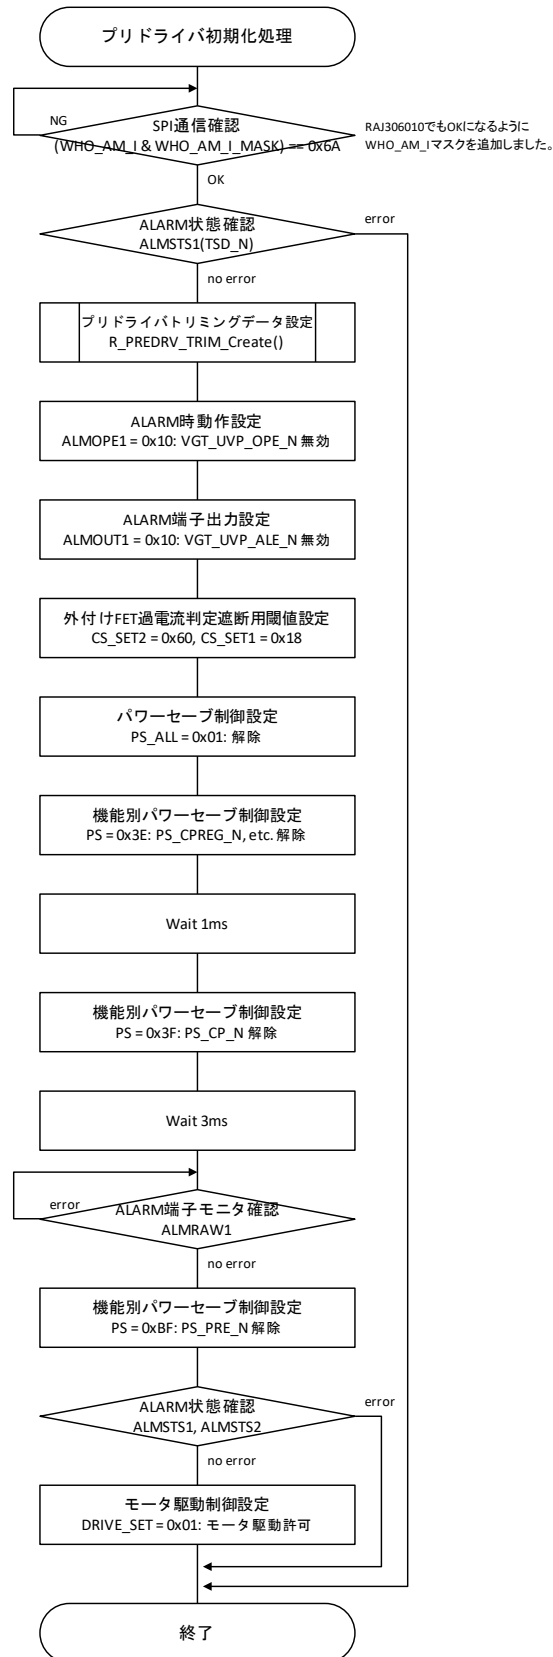 プリドライバ初期化処理
NG
SPI通信確認
(WHO_AM_I & WHO_AM_I_MASK) == 0x6A
RAJ306010でもOKになるように
WHO_AM_Iマスクを追加しました。
OK
ALARM状態確認
ALMSTS1(TSD_N)
error
no error
プリドライバトリミングデータ設定
R_PREDRV_TRIM_Create()
ALARM時動作設定
ALMOPE1 = 0x10: VGT_UVP_OPE_N 無効
ALARM端子出力設定
ALMOUT1 = 0x10: VGT_UVP_ALE_N 無効
外付けFET過電流判定遮断用閾値設定
CS_SET2 = 0x60, CS_SET1 = 0x18
パワーセーブ制御設定
PS_ALL = 0x01: 解除
機能別パワーセーブ制御設定
PS = 0x3E: PS_CPREG_N, etc. 解除
Wait 1ms
機能別パワーセーブ制御設定
PS = 0x3F: PS_CP_N 解除
Wait 3ms
error
ALARM端子モニタ確認
ALMRAW1
no error
機能別パワーセーブ制御設定
PS = 0xBF: PS_PRE_N 解除
ALARM状態確認
ALMSTS1, ALMSTS2
error
no error
モータ駆動制御設定
DRIVE_SET = 0x01: モータ駆動許可
終了